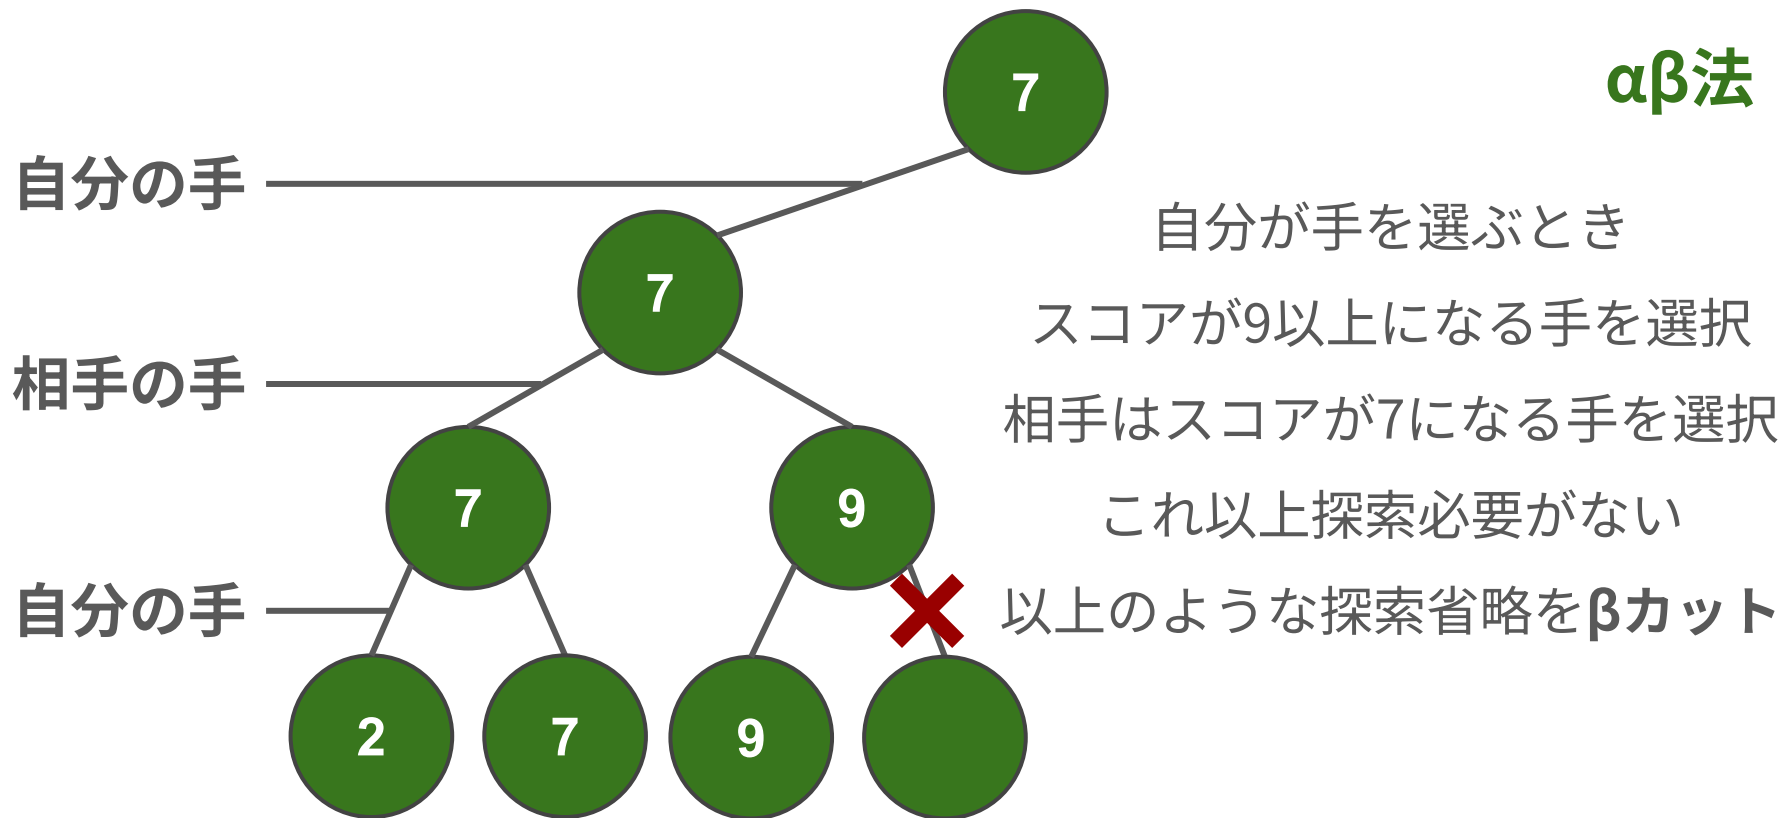 αβ法
7
自分の手
自分が手を選ぶとき
7
スコアが9以上になる手を選択
相手の手
相手はスコアが7になる手を選択
7
9
これ以上探索必要がない
自分の手
以上のような探索省略をβカット
2
7
9